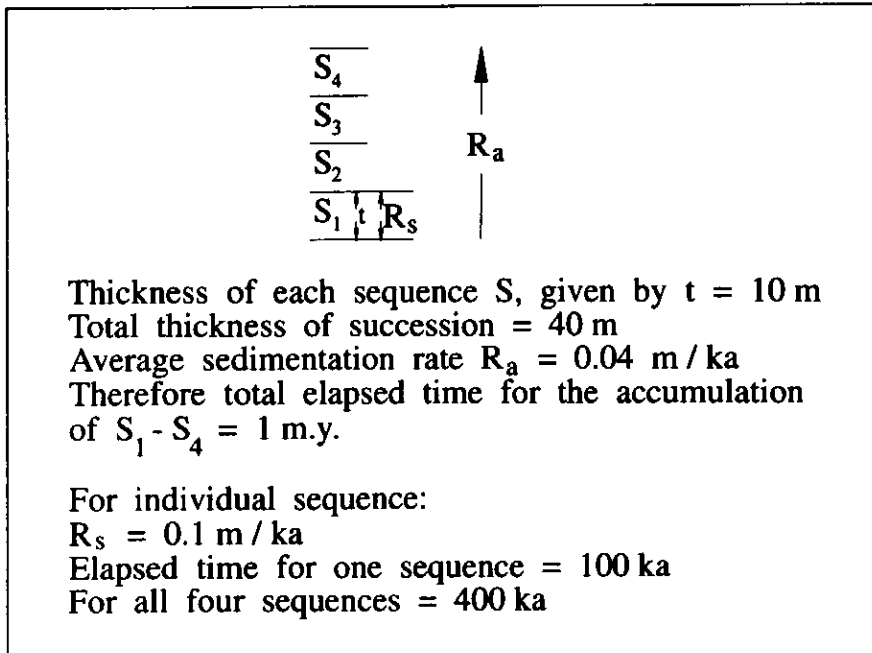 S₄
S₃
Rₐ
S₂
S₁ t Rₛ
Thickness of each sequence S, given by t = 10 m
Total thickness of succession = 40 m
Average sedimentation rate Rₐ = 0.04 m / ka
Therefore total elapsed time for the accumulation
of S₁ - S₄ = 1 m.y.
For individual sequence:
Rₛ = 0.1 m / ka
Elapsed time for one sequence = 100 ka
For all four sequences = 400 ka